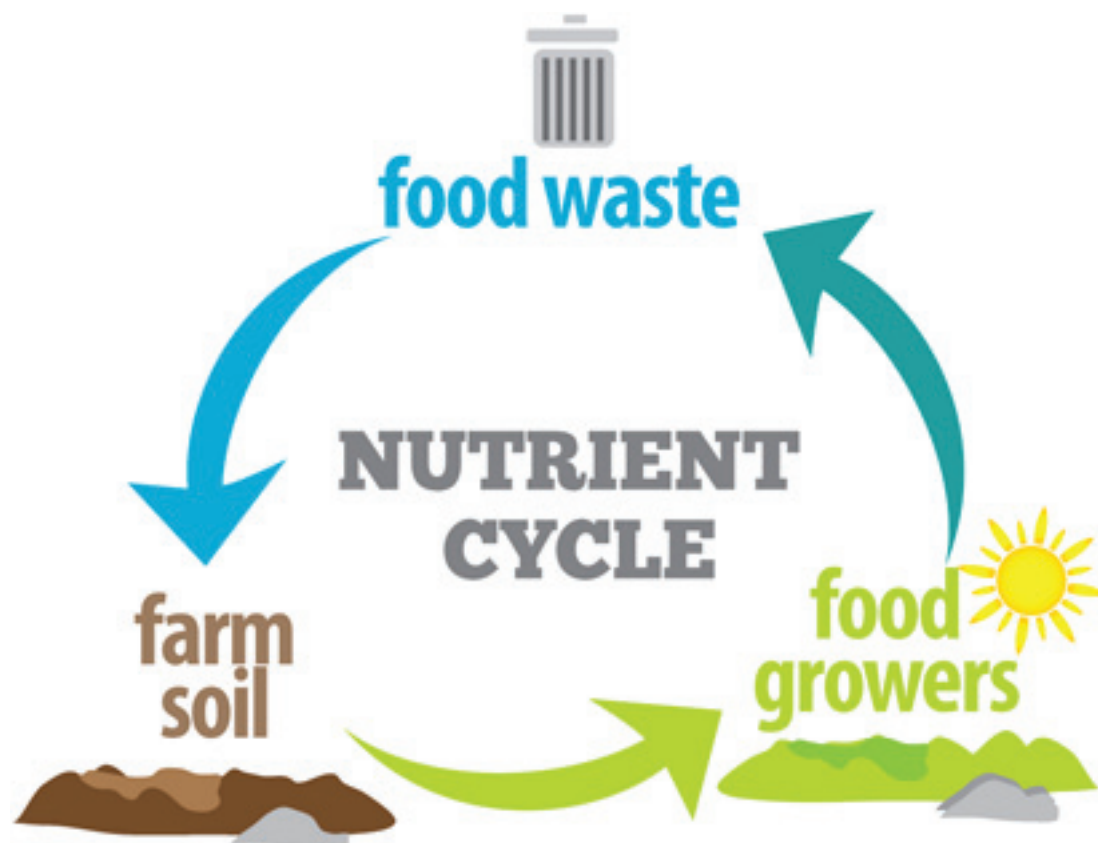 food waste
NUTRIENT
CYCLE
farm
soil
food
growers